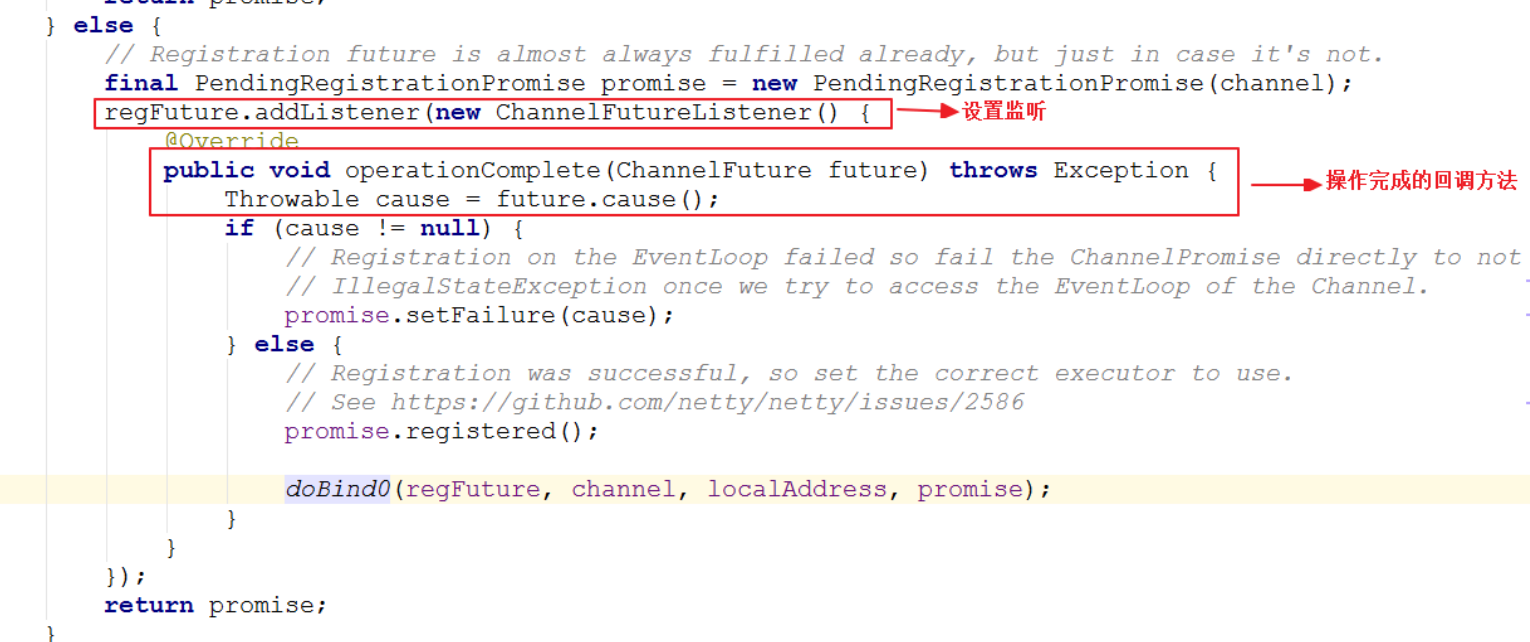 return promise;
} else {
// Registration future is almost always fulfilled already, but just in case it's not.
final PendingRegistrationPromise promise = new PendingRegistrationPromise(channel);
regFuture.addListener(new ChannelFutureListener() { 设置监听
@Override
public void operationComplete(ChannelFuture future) throws Exception { 操作完成的回调方法
Throwable cause = future.cause();
if (cause != null) {
// Registration on the EventLoop failed so fail the ChannelPromise directly to not
// IllegalStateException once we try to access the EventLoop of the Channel.
promise.setFailure(cause);
} else {
// Registration was successful, so set the correct executor to use.
// See https://github.com/netty/netty/issues/2586
promise.registered();
doBind0(regFuture, channel, localAddress, promise);
}
}
});
return promise;
}